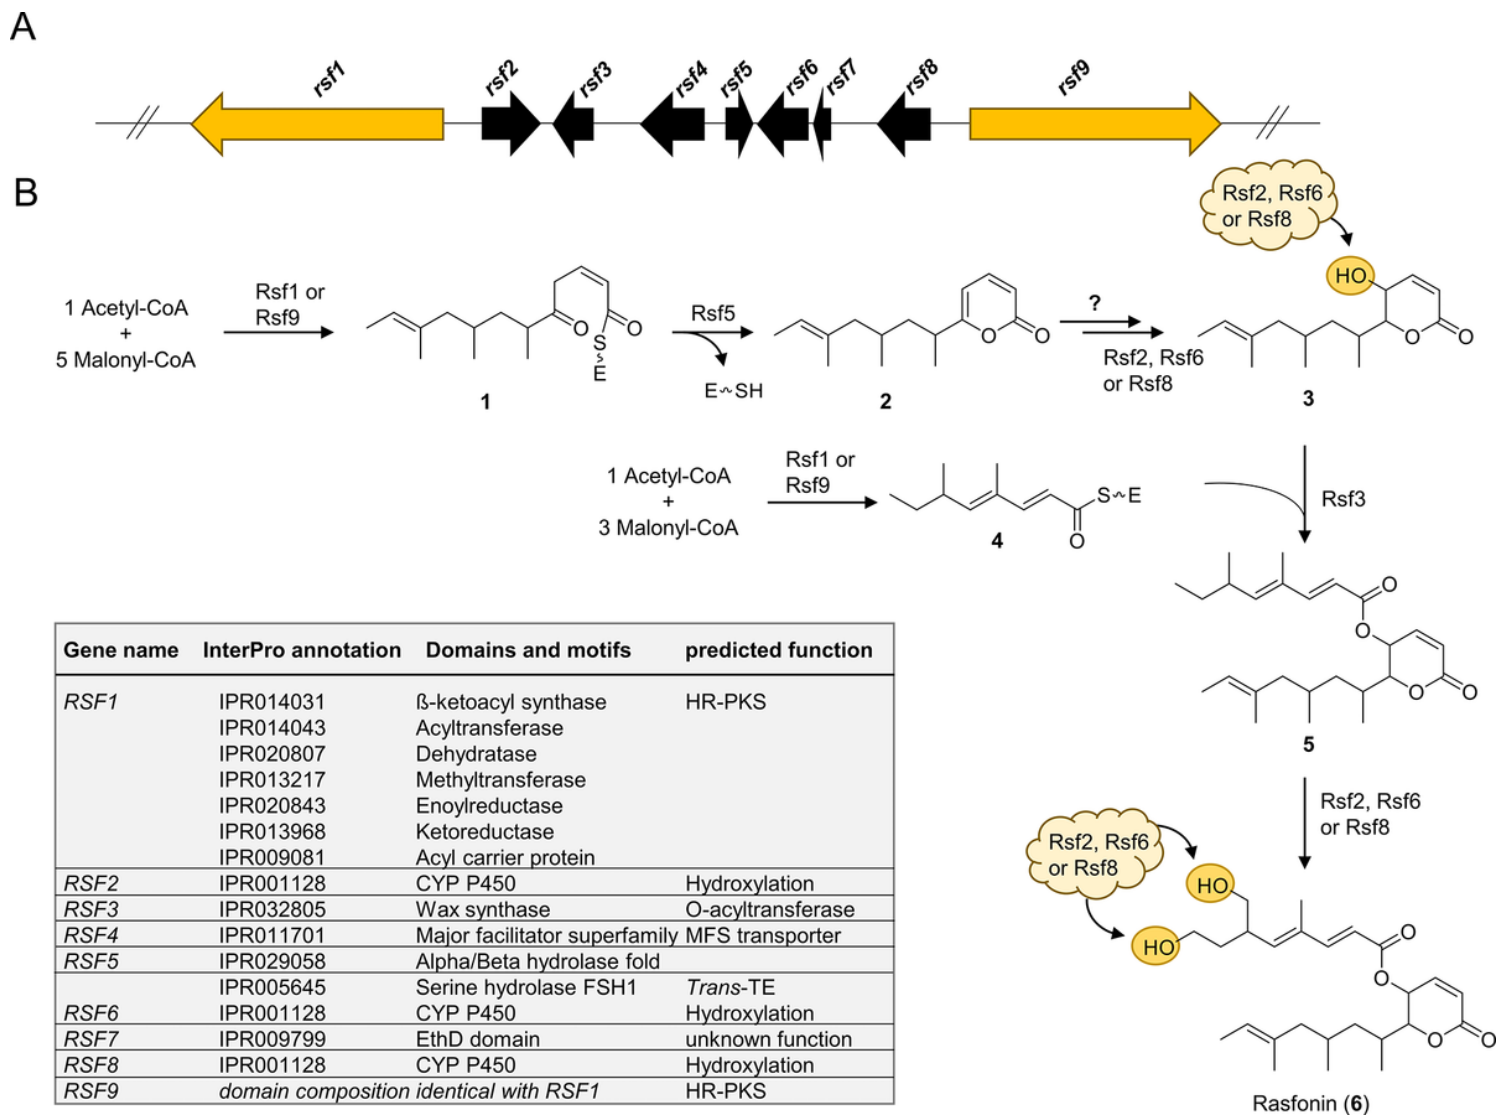 A
rsf1
rsf2
rsf3
rsf4
rsf5
rsf6
rsf7
rsf8
rsf9
B
Rsf2, Rsf6
or Rsf8
HO
1 Acetyl-CoA
+
5 Malonyl-CoA
Rsf1 or
Rsf9
O
O
S
E
1
Rsf5
E~SH
O
O
2
?
Rsf2, Rsf6
or Rsf8
O
O
3
1 Acetyl-CoA
+
3 Malonyl-CoA
Rsf1 or
Rsf9
S~E
O
4
Rsf3
O
O
O
O
5
Rsf2, Rsf6
or Rsf8
Rsf2, Rsf6
or Rsf8
HO
HO
O
O
O
O
Rasfonin (6)
Gene name InterPro annotation Domains and motifs predicted function
RSF1 IPR014031 ß-ketoacyl synthase HR-PKS
IPR014043 Acyltransferase
IPR020807 Dehydratase
IPR013217 Methyltransferase
IPR020843 Enoylreductase
IPR013968 Ketoreductase
IPR009081 Acyl carrier protein
RSF2 IPR001128 CYP P450 Hydroxylation
RSF3 IPR032805 Wax synthase O-acyltransferase
RSF4 IPR011701 Major facilitator superfamily MFS transporter
RSF5 IPR029058 Alpha/Beta hydrolase fold
IPR005645 Serine hydrolase FSH1 Trans-TE
RSF6 IPR001128 CYP P450 Hydroxylation
RSF7 IPR009799 EthD domain unknown function
RSF8 IPR001128 CYP P450 Hydroxylation
RSF9 domain composition identical with RSF1 HR-PKS